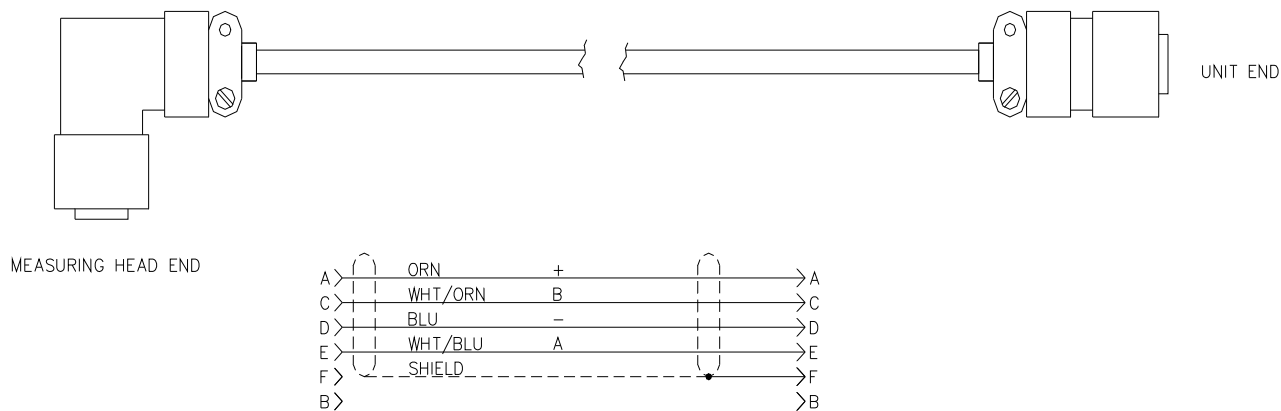 UNIT END
MEASURING HEAD END
A ORN + A
C WHT/ORN B C
D BLU - D
E WHT/BLU A E
F SHIELD F
B B